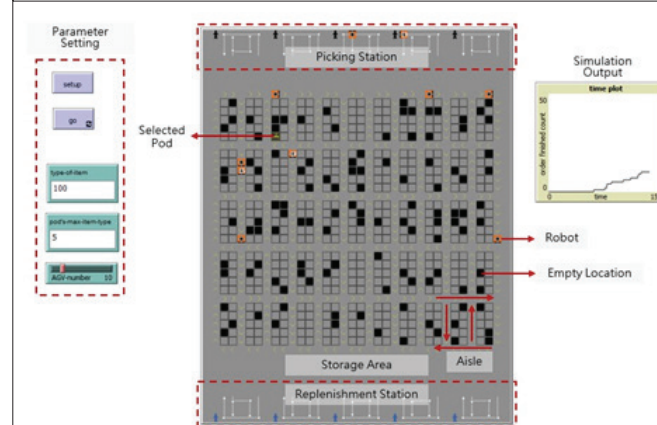 Parameter
Setting
setup
go
type-of-item
100
pod's-max-item-type
5
AGV-number 10
Picking Station
Selected
Pod
Storage Area
Aisle
Replenishment Station
Simulation
Output
time plot
50
order finished count
0
0
time
15
Robot
Empty Location